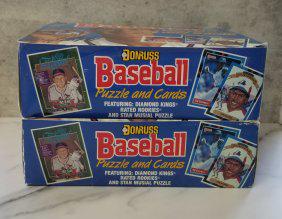 DONRUSS
Baseball
Puzzle and Cards
FEATURING: DIAMOND KINGS
RATED ROOKIES
AND STAN MUSIAL PUZZLE
DONRUSS
Baseball
Puzzle and Cards
FEATURING: DIAMOND KINGS
RATED ROOKIES
AND STAN MUSIAL PUZZLE